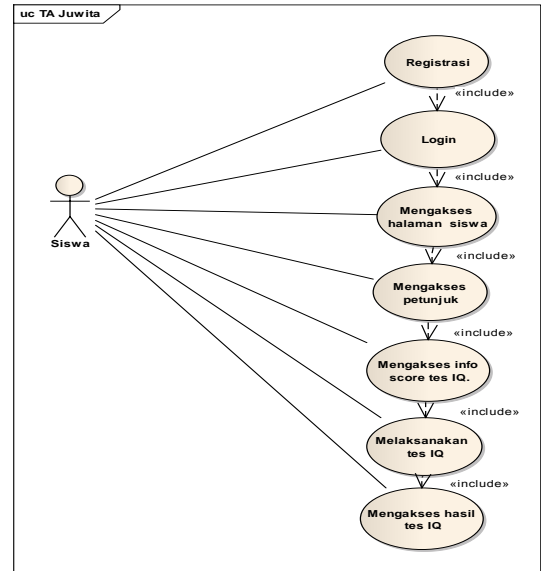 uc TA Juwita
Registrasi
«include»
Login
«include»
Mengakses
halaman siswa
«include»
Siswa
Mengakses
petunjuk
«include»
Mengakses info
score tes IQ.
«include»
Melaksanakan
tes IQ
«include»
Mengakses hasil
tes IQ